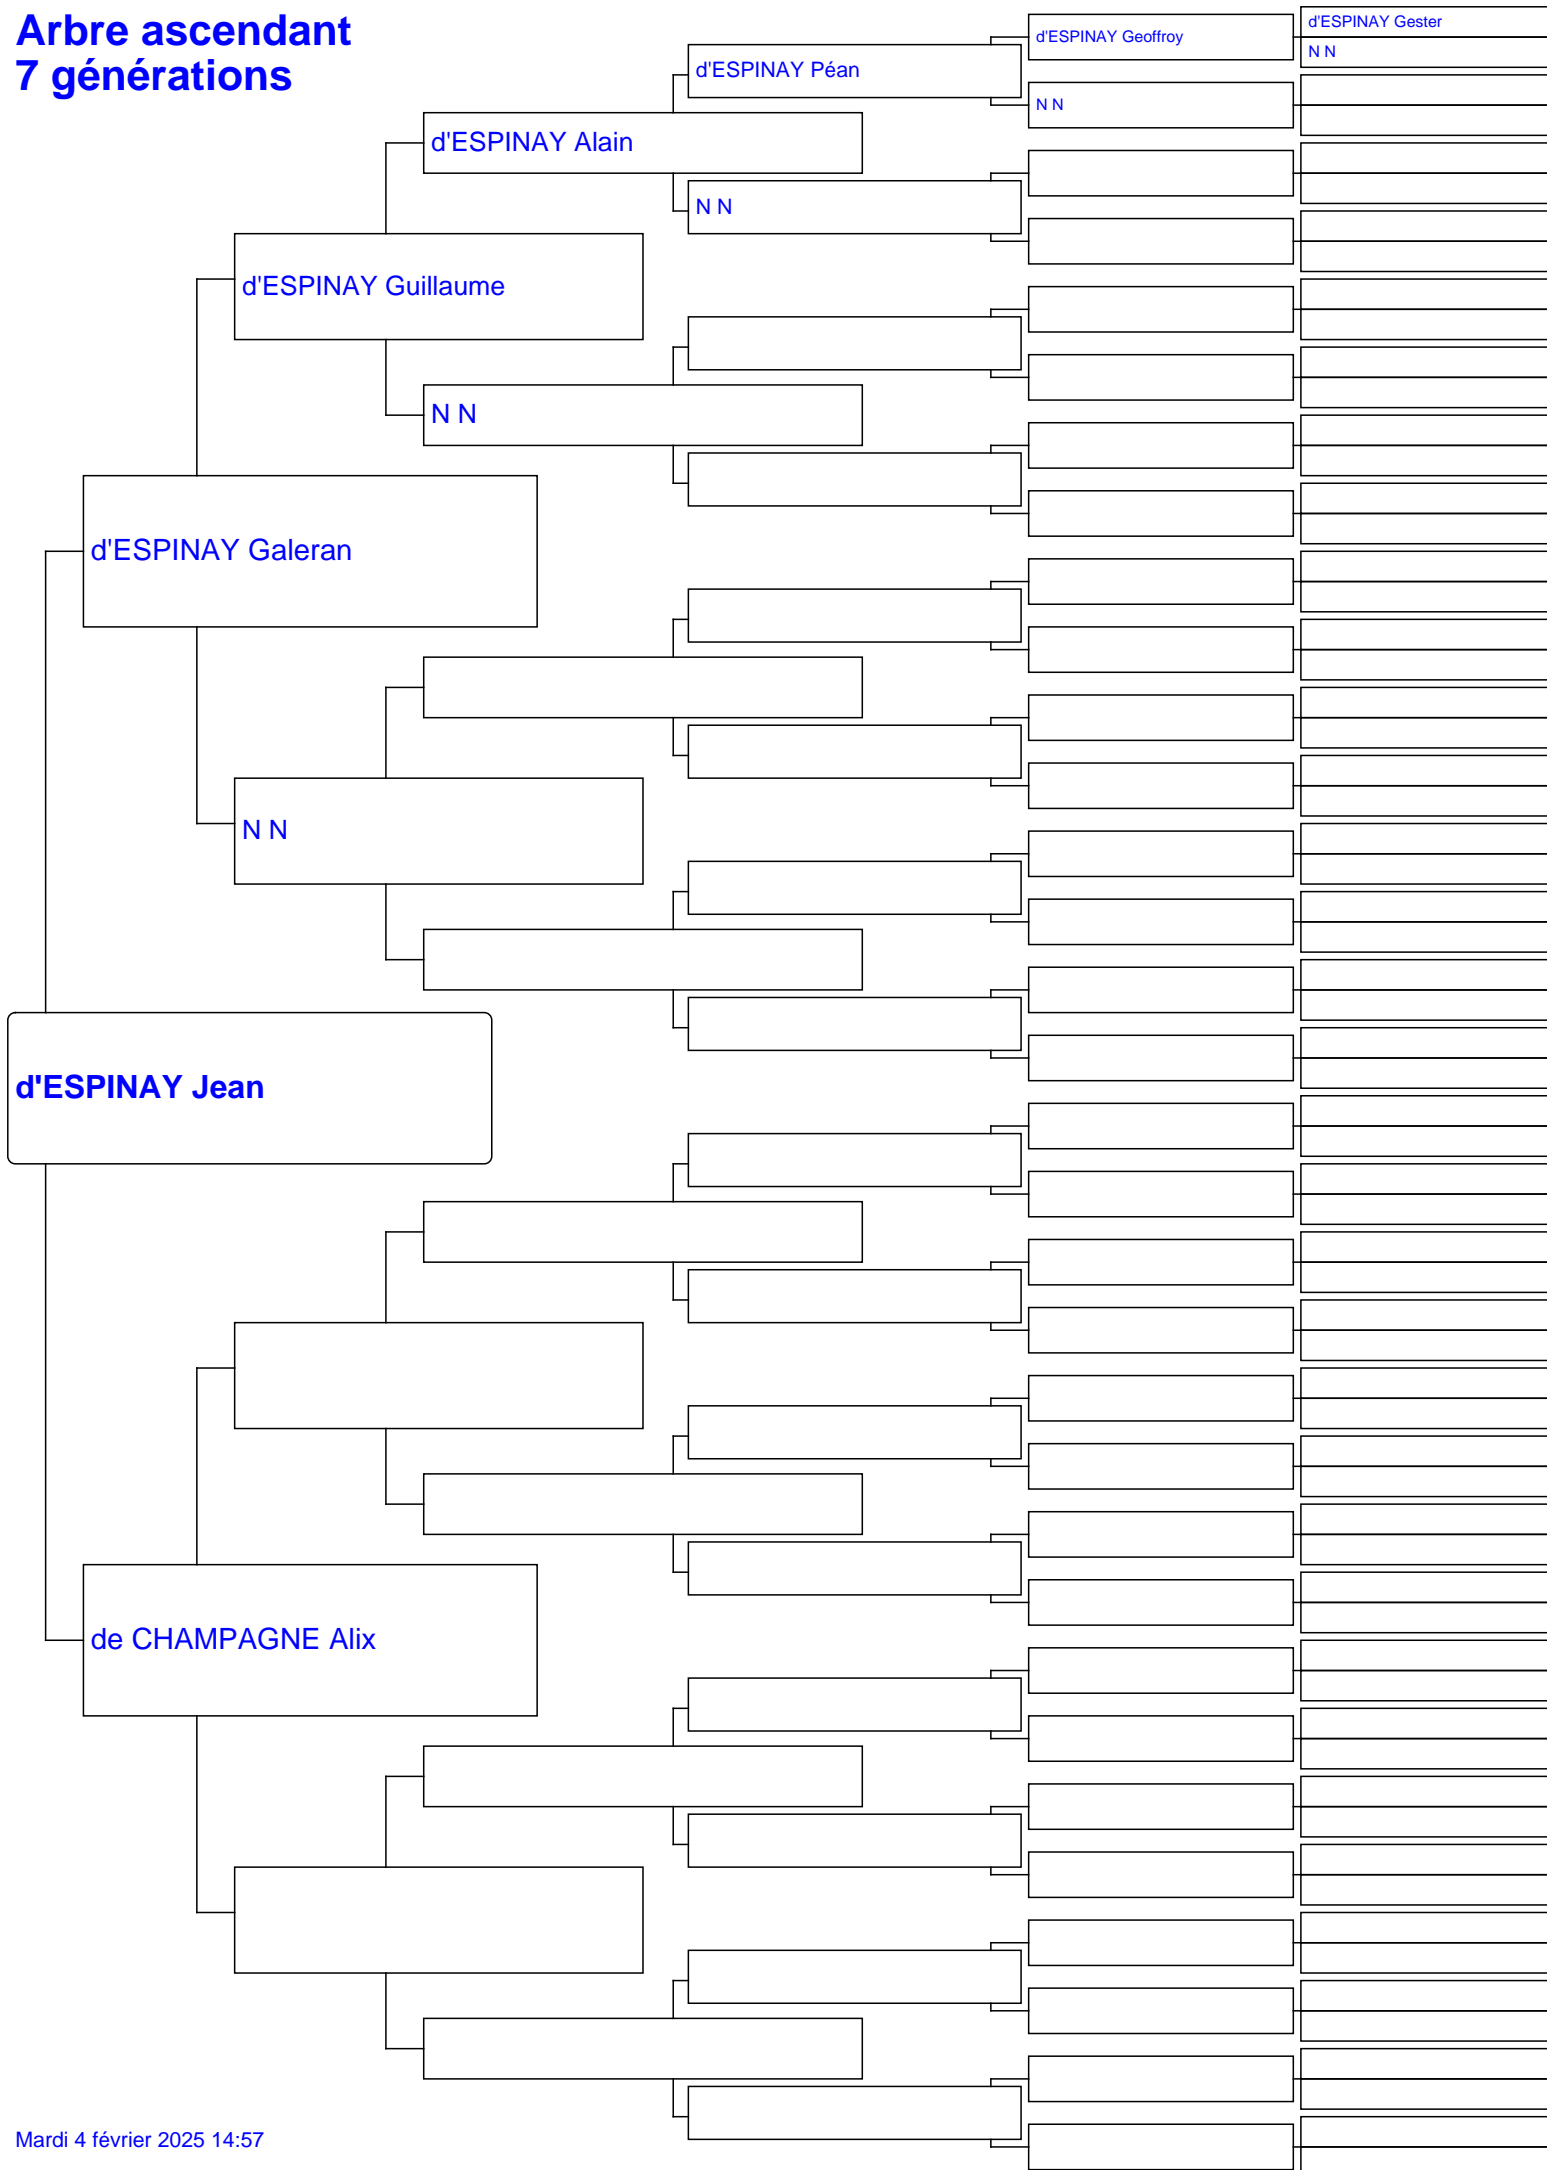 Arbre ascendant
7 générations
d'ESPINAY Gester
d'ESPINAY Geoffroy
N N
d'ESPINAY Péan
N N
d'ESPINAY Alain
N N
d'ESPINAY Guillaume
N N
d'ESPINAY Galeran
N N
d'ESPINAY Jean
de CHAMPAGNE Alix
Mardi 4 février 2025 14:57